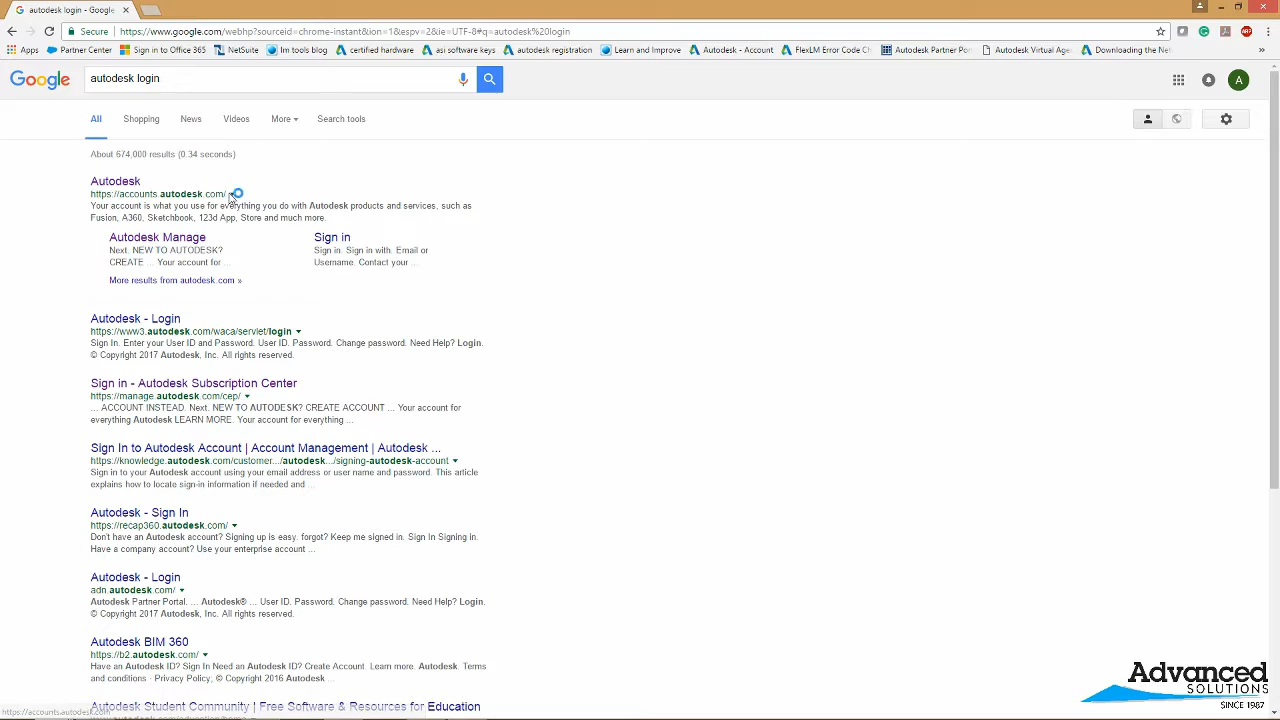 autodesk login - Google
Secure
https://www.google.com/webhp?sourceid=chrome-instant&ion=1&espv=2&ie=UTF-8#q=autodesk%20login
Apps Partner Center Sign in to Office 365 NetSuite Im tools blog certified hardware asi software keys autodesk registration Learn and Improve Autodesk - Account FlexLM Error Code Autodesk Partner Por Autodesk Virtual Age Downloading the Net
Google
autodesk login
A
All Shopping News Videos More Search tools
About 674,000 results (0.34 seconds)
Autodesk
https://accounts.autodesk.com/
Your account is what you use for everything you do with Autodesk products and services, such as
Fusion, A360, Sketchbook, 123d App, Store and much more.
Autodesk Manage
Next. NEW TO AUTODESK?
CREATE ... Your account for ...
Sign in
Sign in. Sign in with. Email or
Username. Contact your ...
More results from autodesk.com »
Autodesk - Login
https://www3.autodesk.com/waca/servlet/login
Sign In. Enter your User ID and Password. User ID. Password. Change password. Need Help? Login.
© Copyright 2017 Autodesk, Inc. All rights reserved.
Sign in - Autodesk Subscription Center
https://manage.autodesk.com/cep/
... ACCOUNT INSTEAD. Next. NEW TO AUTODESK? CREATE ACCOUNT ... Your account for
everything Autodesk LEARN MORE. Your account for everything ...
Sign In to Autodesk Account | Account Management | Autodesk ...
https://knowledge.autodesk.com/customer.../autodesk.../signing-autodesk-account
Sign in to your Autodesk account using your email address or user name and password. This article
explains how to locate sign-in information if needed and ...
Autodesk - Sign In
https://recap360.autodesk.com/
Don't have an Autodesk account? Signing up is easy. forgot? Keep me signed in. Sign In Signing in.
Have a company account? Use your enterprise account ...
Autodesk - Login
adn.autodesk.com/
Autodesk Partner Portal. ... Autodesk® ... User ID. Password. Change password. Need Help? Login.
© Copyright 2017 Autodesk, Inc. All rights reserved.
Autodesk BIM 360
https://b2.autodesk.com/
Have an Autodesk ID? Sign In Need an Autodesk ID? Create Account. Learn more. Autodesk. Terms
and conditions · Privacy Policy; © Copyright 2016 Autodesk ...
Autodesk Student Community | Free Software & Resources for Education
https://accounts.autodesk.com
Advanced
SOLUTIONS
SINCE 1987